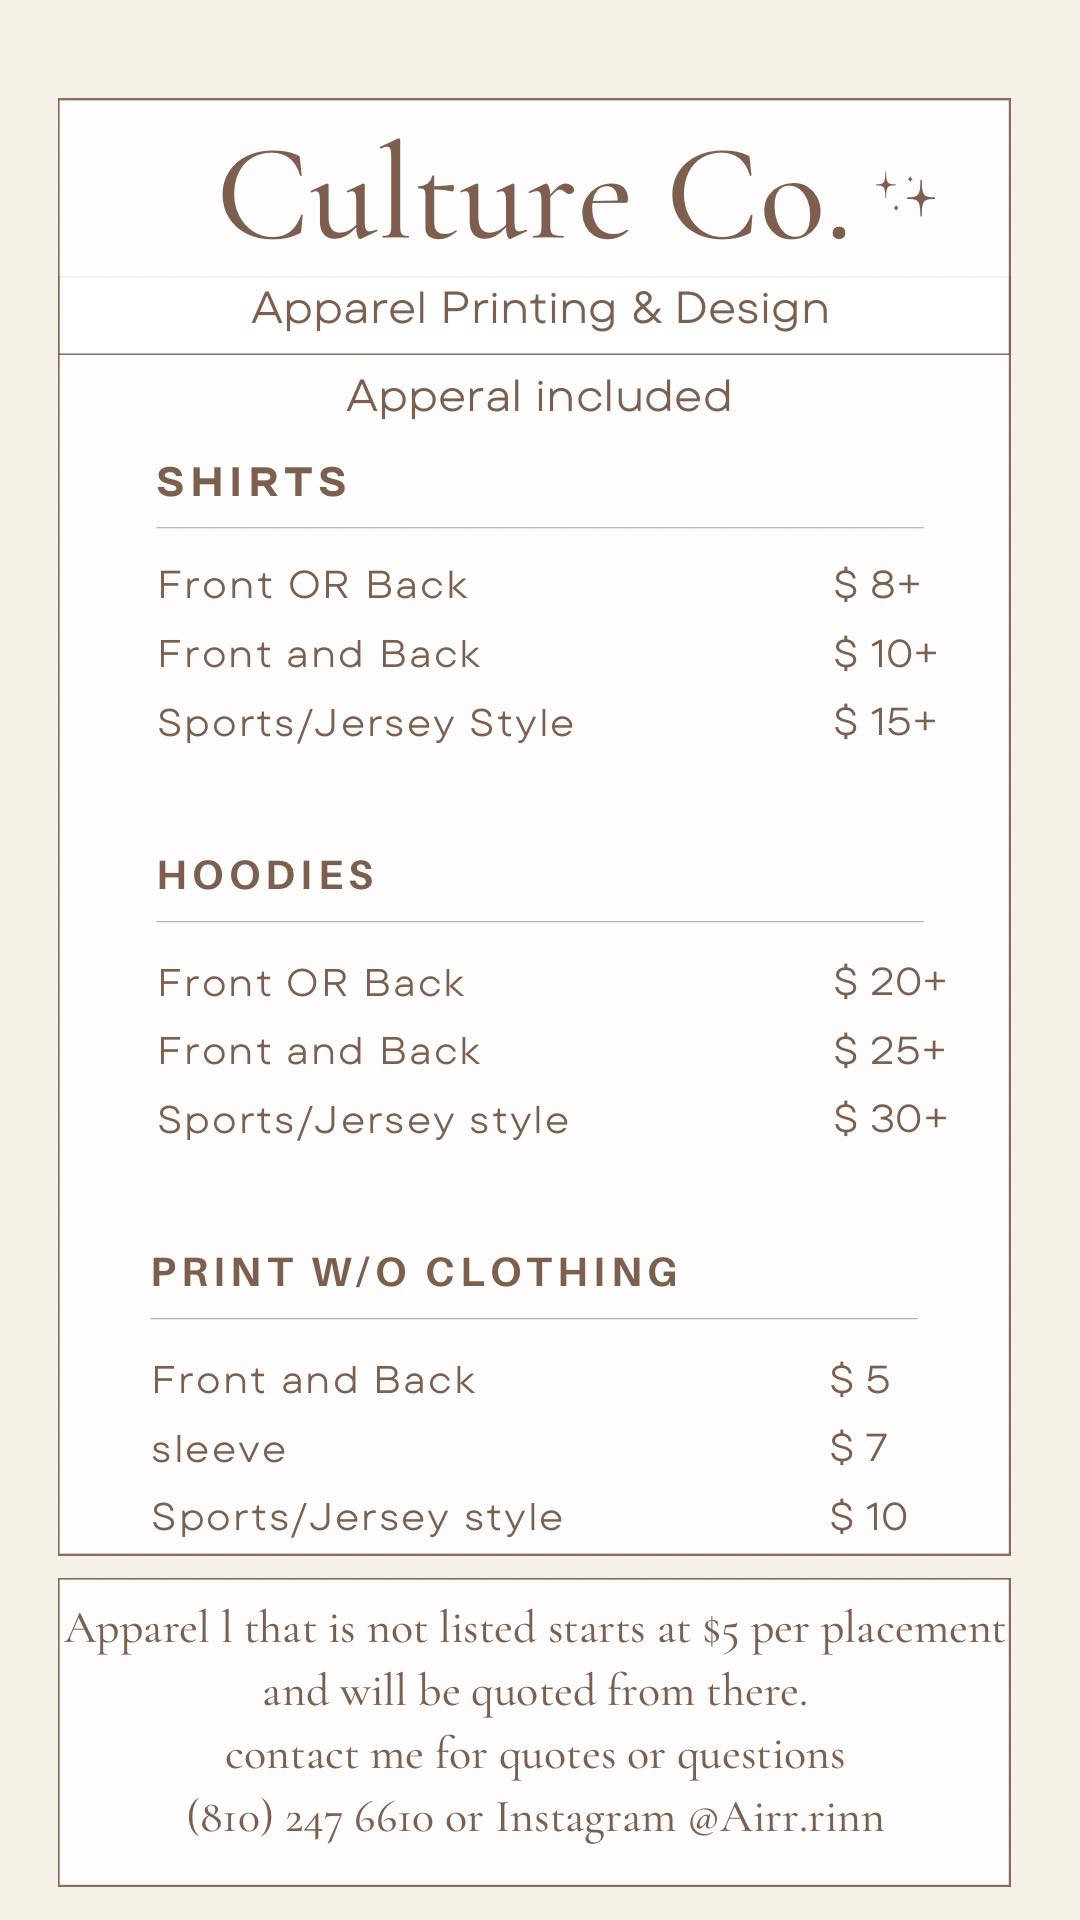 Culture Co.
Apparel Printing & Design
Apperal included
SHIRTS
Front OR Back $ 8+
Front and Back $ 10+
Sports/Jersey Style $ 15+
HOODIES
Front OR Back $ 20+
Front and Back $ 25+
Sports/Jersey style $ 30+
PRINT W/O CLOTHING
Front and Back $ 5
sleeve $ 7
Sports/Jersey style $ 10
Apparel l that is not listed starts at $5 per placement
and will be quoted from there.
contact me for quotes or questions
(810) 247 6610 or Instagram @Airr.rinn